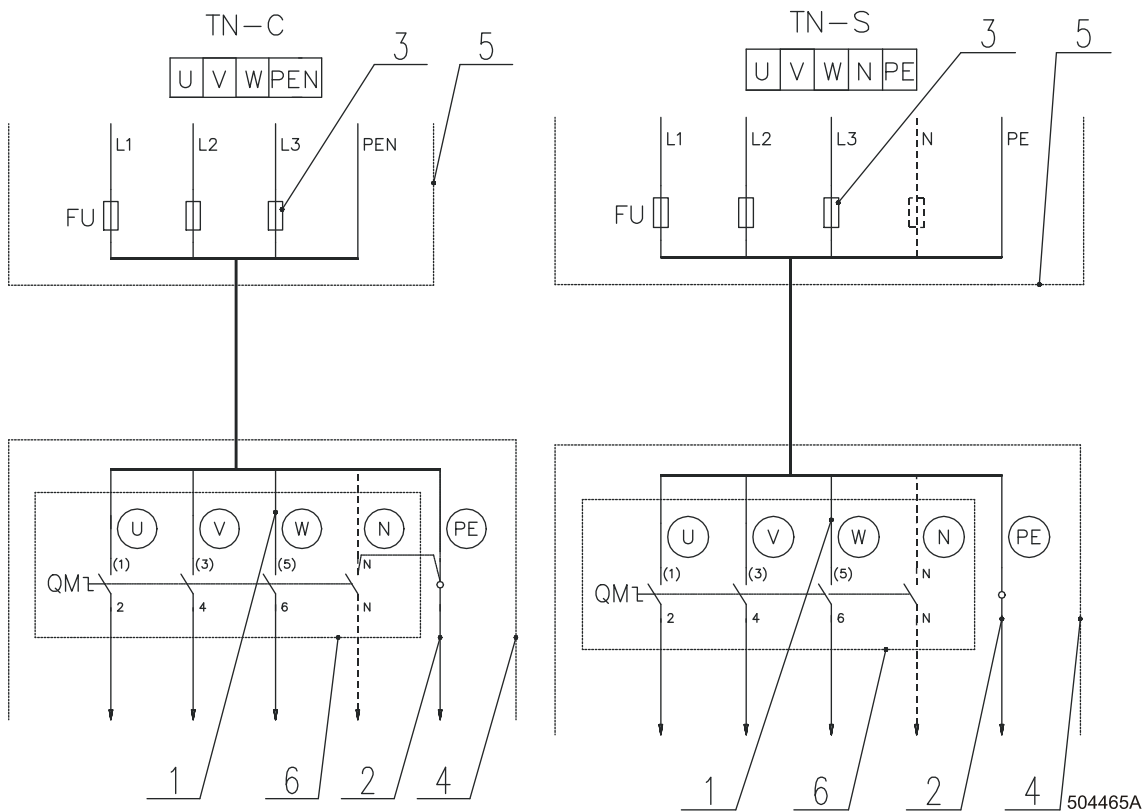 TN-C
TN-S
U V W PEN
U V W N PE
3
5
3
5
L1 L2 L3 PEN
L1 L2 L3 N PE
FU
FU
U V W N PE
U V W N PE
(1) (3) (5) N
(1) (3) (5) N
QM
QM
2 4 6 N
2 4 6 N
1 6 2 4
1 6 2 4
504465A